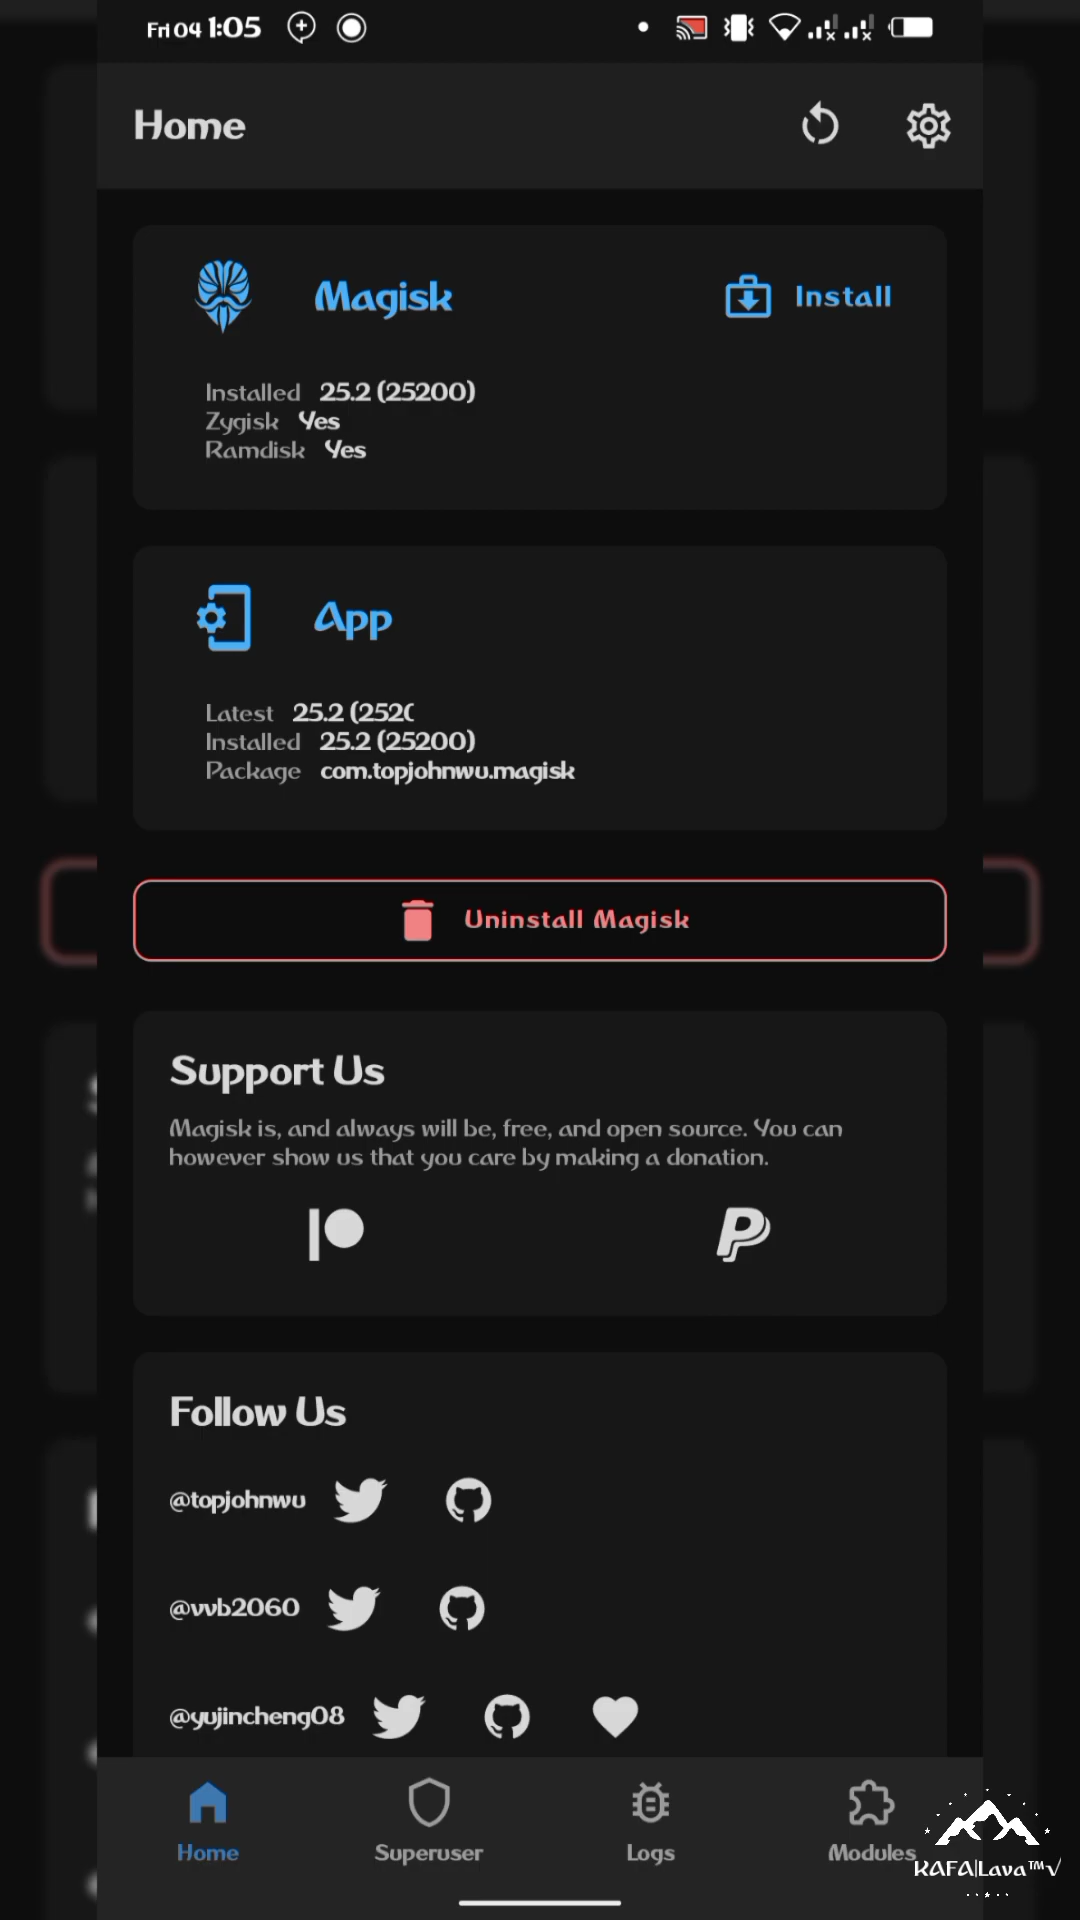 Fri 04 1:05
Home
Magisk
Install
Installed 25.2 (25200)
Zygisk Yes
Ramdisk Yes
App
Latest 25.2 (2520
Installed 25.2 (25200)
Package com.topjohnwu.magisk
Uninstall Magisk
Support Us
Magisk is, and always will be, free, and open source. You can
however show us that you care by making a donation.
Follow Us
@topjohnwu
@vvb2060
@yujincheng08
Home
Superuser
Logs
Modules
KAFA|Lava™√